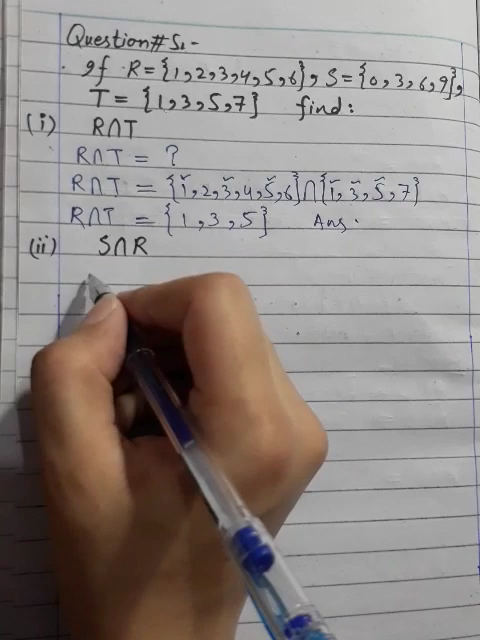 Question#5:-
If R={1,2,3,4,5,6}, S={0,3,6,9},
T={1,3,5,7} find:
(i) R∩T
R∩T = ?
R∩T = {1,2,3,4,5,6}∩{1,3,5,7}
R∩T = {1,3,5} Ans.
(ii) S∩R